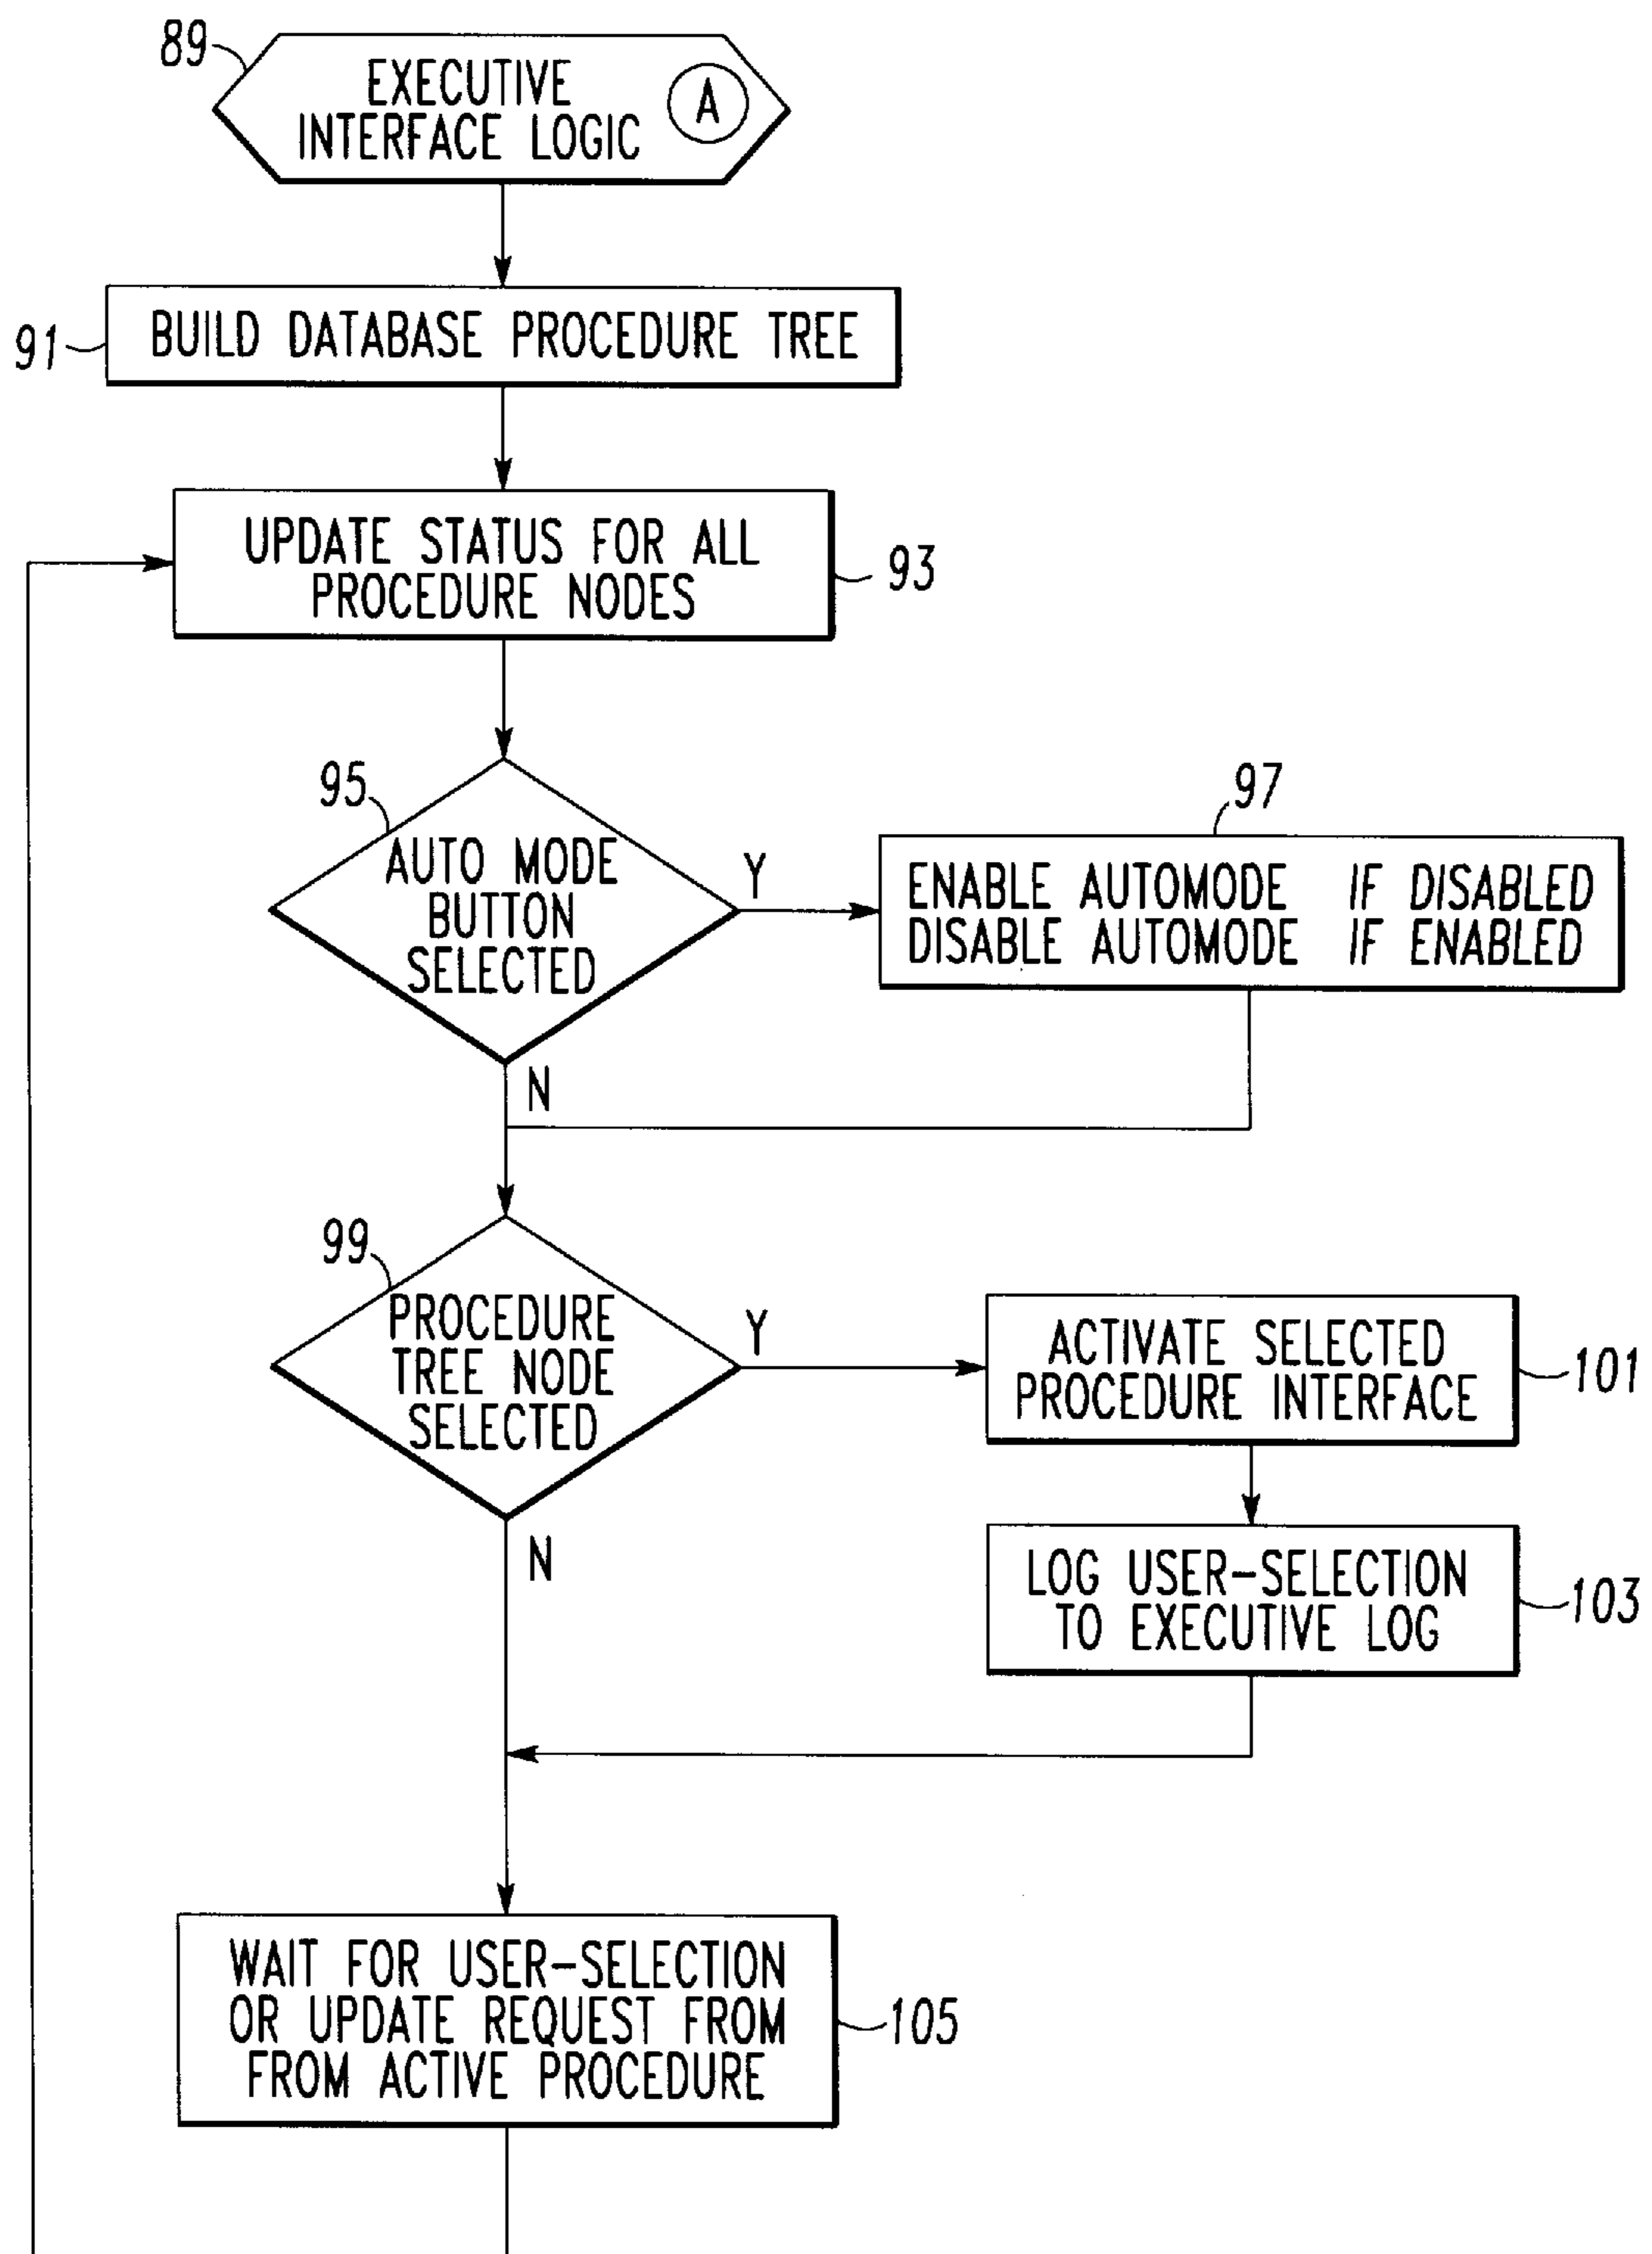 89
EXECUTIVE
INTERFACE LOGIC
A
91
BUILD DATABASE PROCEDURE TREE
UPDATE STATUS FOR ALL
PROCEDURE NODES
93
95
AUTO MODE
BUTTON
SELECTED
Y
N
97
ENABLE AUTOMODE IF DISABLED
DISABLE AUTOMODE IF ENABLED
99
PROCEDURE
TREE NODE
SELECTED
Y
N
ACTIVATE SELECTED
PROCEDURE INTERFACE
101
LOG USER-SELECTION
TO EXECUTIVE LOG
103
WAIT FOR USER-SELECTION
OR UPDATE REQUEST FROM
FROM ACTIVE PROCEDURE
105